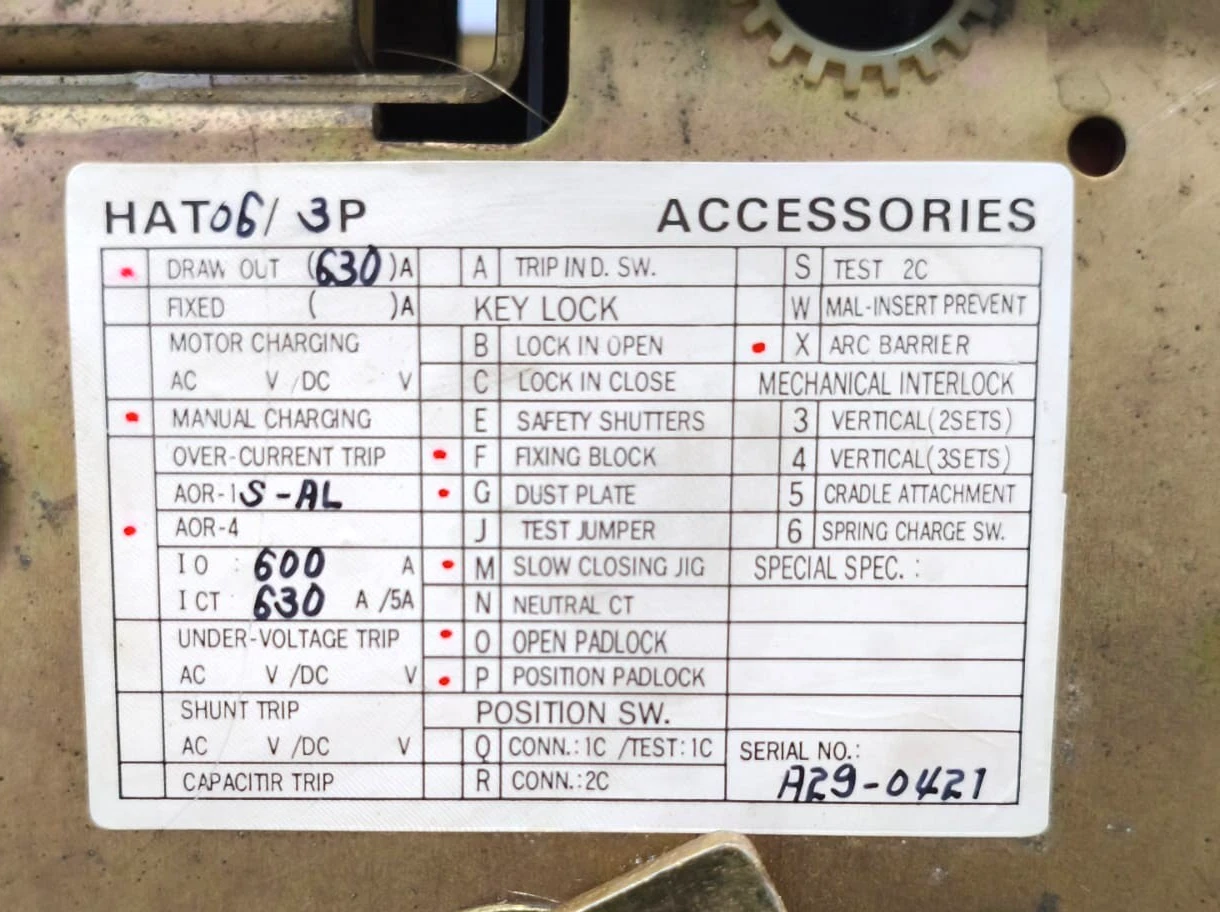 HAT06/ 3P ACCESSORIES
DRAW OUT (630)A
FIXED ( )A
MOTOR CHARGING
AC V /DC V
MANUAL CHARGING
OVER-CURRENT TRIP
AOR-1S-AL
AOR-4
IO : 600 A
ICT 630 A /5A
UNDER-VOLTAGE TRIP
AC V /DC V
SHUNT TRIP
AC V /DC V
CAPACITIR TRIP
A TRIP IND. SW.
KEY LOCK
B LOCK IN OPEN
C LOCK IN CLOSE
E SAFETY SHUTTERS
F FIXING BLOCK
G DUST PLATE
J TEST JUMPER
M SLOW CLOSING JIG
N NEUTRAL CT
O OPEN PADLOCK
P POSITION PADLOCK
POSITION SW.
Q CONN.:1C /TEST:1C
R CONN.:2C
S TEST 2C
W MAL-INSERT PREVENT
X ARC BARRIER
MECHANICAL INTERLOCK
3 VERTICAL(2SETS)
4 VERTICAL(3SETS)
5 CRADLE ATTACHMENT
6 SPRING CHARGE SW.
SPECIAL SPEC. :
SERIAL NO.:
A29-0421